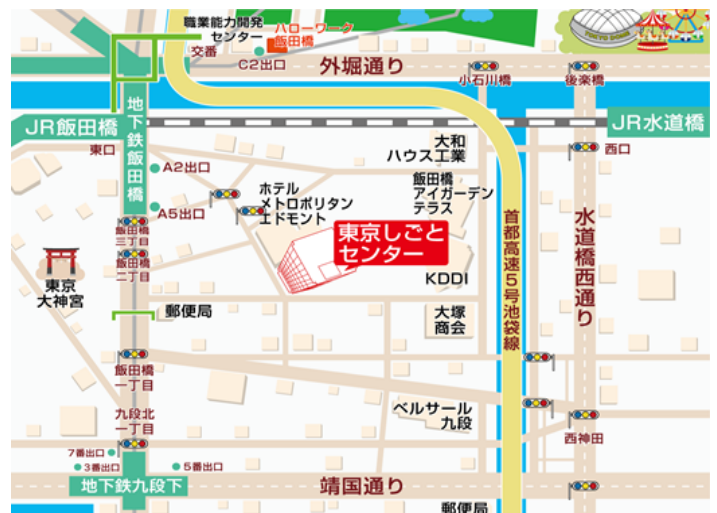 職業能力開発
センター
交番
ハローワーク
飯田橋
C2出口
外堀通り
小石川橋
後楽橋
TOKYO DOME
JR飯田橋
地下鉄飯田橋
JR水道橋
東口
西口
A2出口
A5出口
大和
ハウス工業
飯田橋
アイガーデン
テラス
ホテル
メトロポリタン
エドモント
東京しごと
センター
KDDI
首都高速5号池袋線
水道橋西通り
飯田橋
三丁目
飯田橋
二丁目
東京
大神宮
郵便局
大塚
商会
飯田橋
一丁目
九段北
一丁目
ベルサール
九段
西神田
7番出口
3番出口
5番出口
地下鉄九段下
靖国通り
郵便局